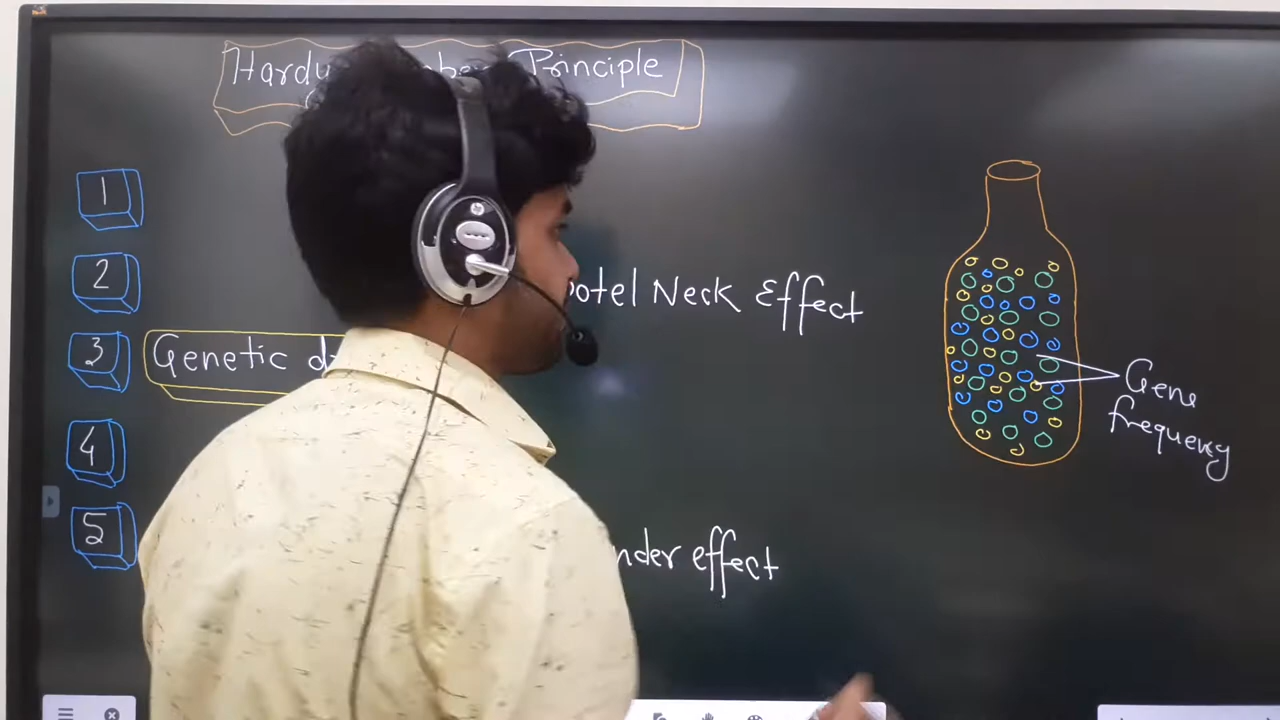 Hardy Principle
1
2
otel Neck Effect
3
Genetic d
Gene
frequency
4
5
nder effect